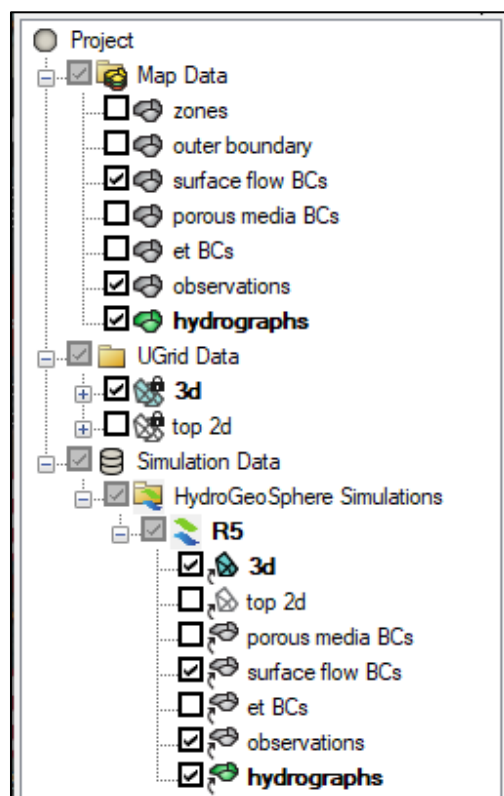 Project
Map Data
zones
outer boundary
surface flow BCs
porous media BCs
et BCs
observations
hydrographs
UGrid Data
3d
top 2d
Simulation Data
HydroGeoSphere Simulations
R5
3d
top 2d
porous media BCs
surface flow BCs
et BCs
observations
hydrographs